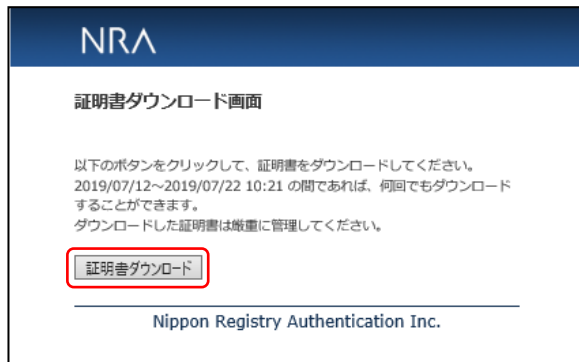 NRA
証明書ダウンロード画面
以下のボタンをクリックして、証明書をダウンロードしてください。
2019/07/12～2019/07/22 10:21 の間であれば、何回でもダウンロード
することができます。
ダウンロードした証明書は厳重に管理してください。
証明書ダウンロード
Nippon Registry Authentication Inc.